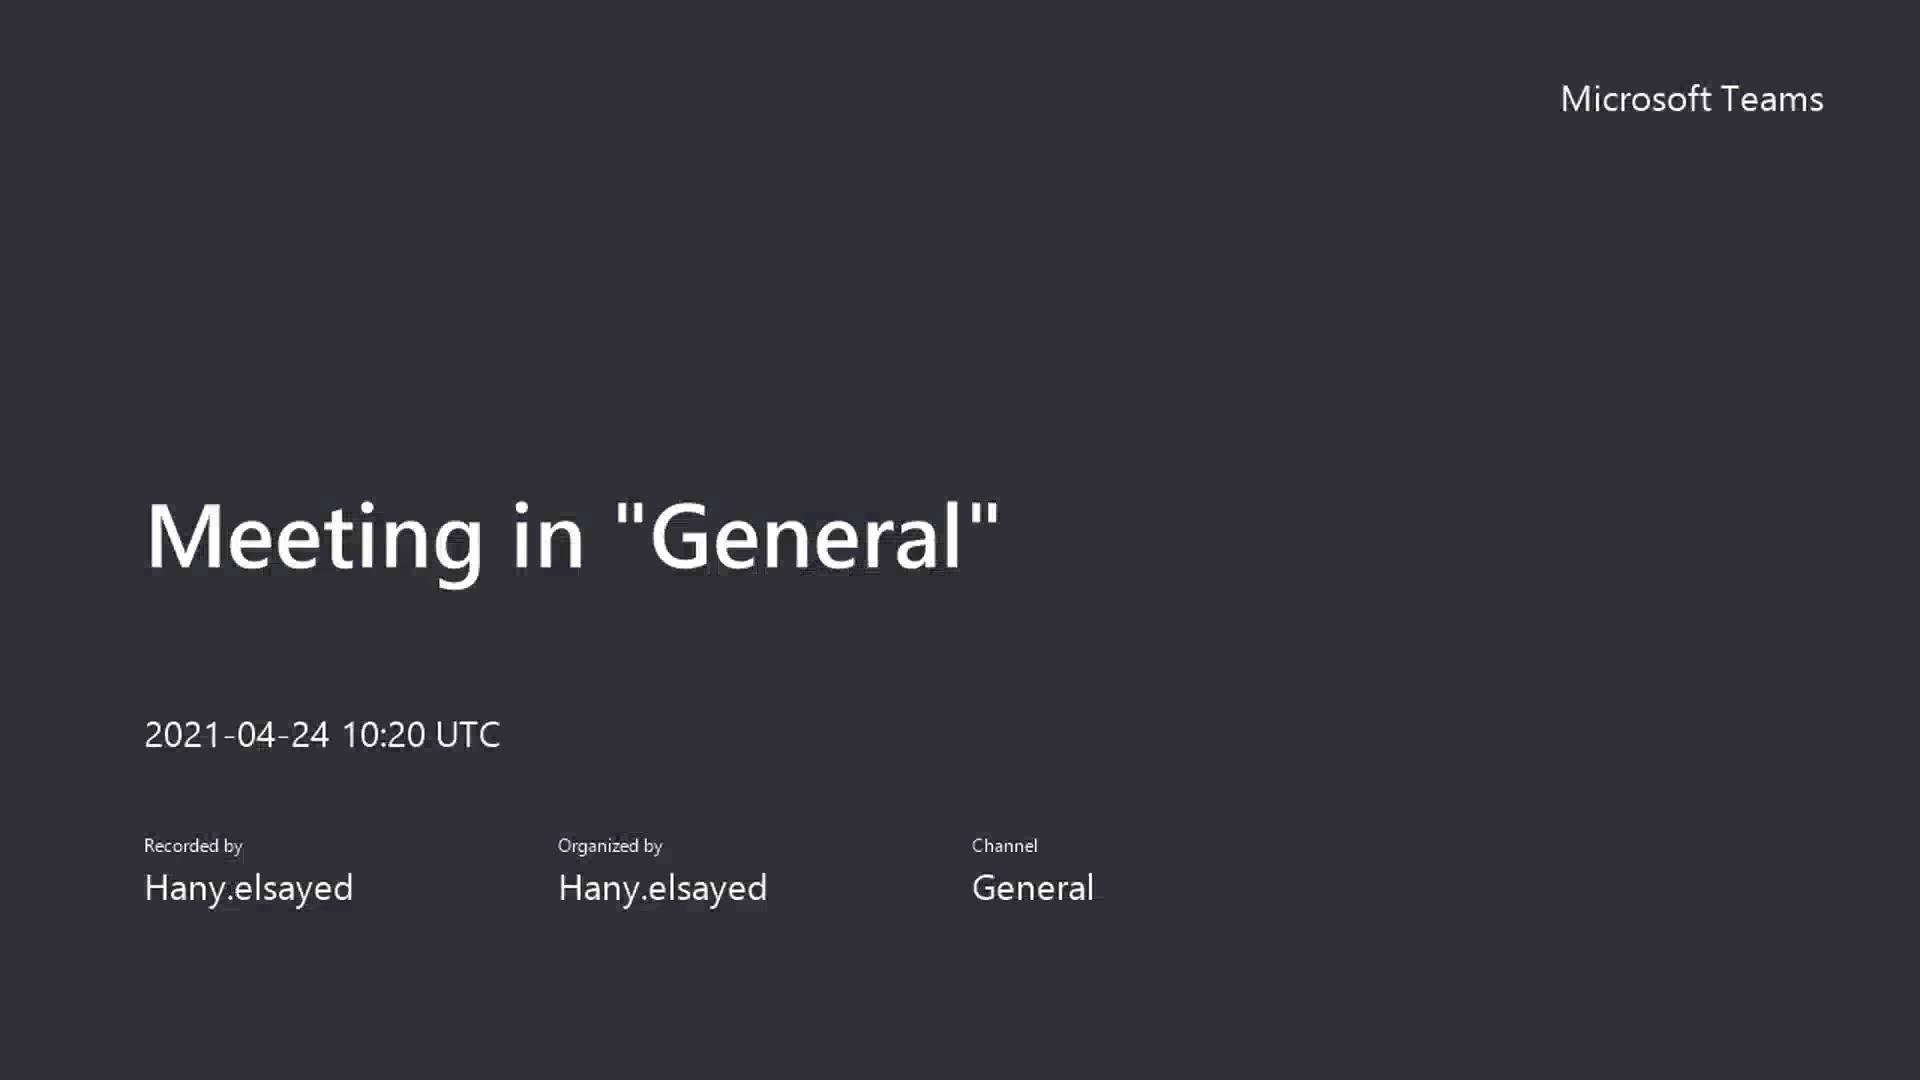 Microsoft Teams
Meeting in "General"
2021-04-24 10:20 UTC
Recorded by
Hany.elsayed
Organized by
Hany.elsayed
Channel
General